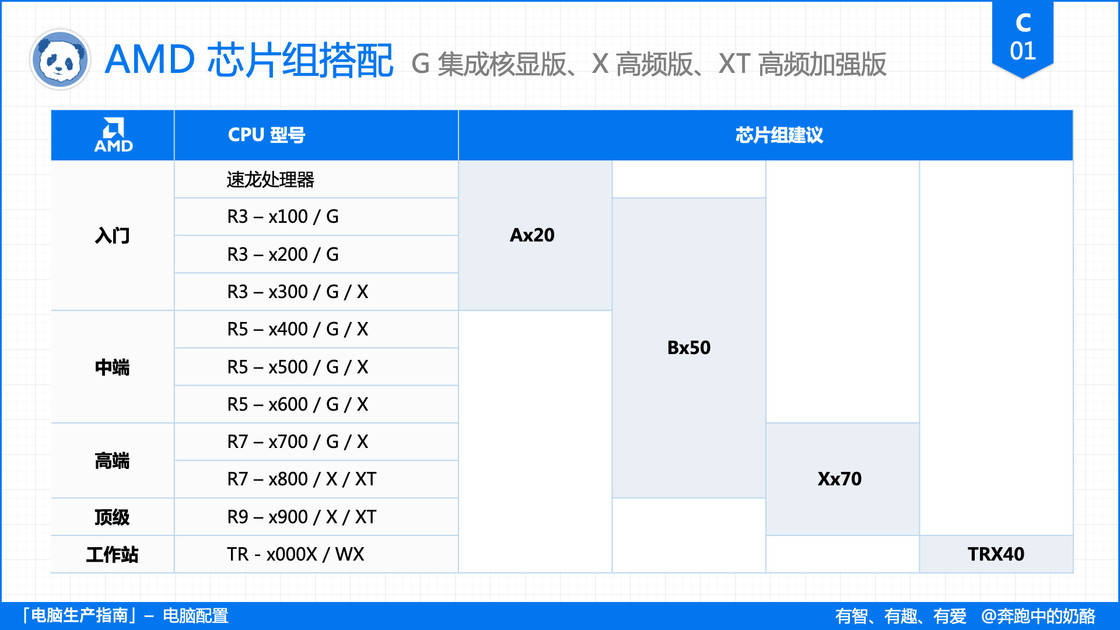 C
01
AMD 芯片组搭配 G 集成核显版、X 高频版、XT 高频加强版
AMD CPU 型号 芯片组建议
入门
速龙处理器
R3 – x100 / G
R3 – x200 / G
R3 – x300 / G / X
Ax20
中端
R5 – x400 / G / X
R5 – x500 / G / X
R5 – x600 / G / X
Bx50
高端
R7 – x700 / G / X
R7 – x800 / X / XT
Xx70
顶级
R9 – x900 / X / XT
工作站
TR - x000X / WX
TRX40
「电脑生产指南」– 电脑配置
有智、有趣、有爱 @奔跑中的奶酪